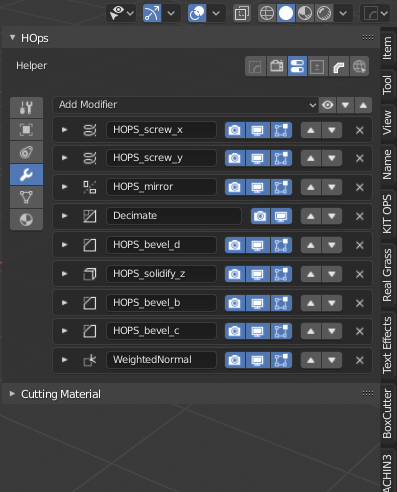 HOps
Helper
Add Modifier
HOPS_screw_x
HOPS_screw_y
HOPS_mirror
Decimate
HOPS_bevel_d
HOPS_solidify_z
HOPS_bevel_b
HOPS_bevel_c
WeightedNormal
Cutting Material
Item
Tool
View
Name
KIT OPS
Real Grass
Text Effects
BoxCutter
ACHIN3